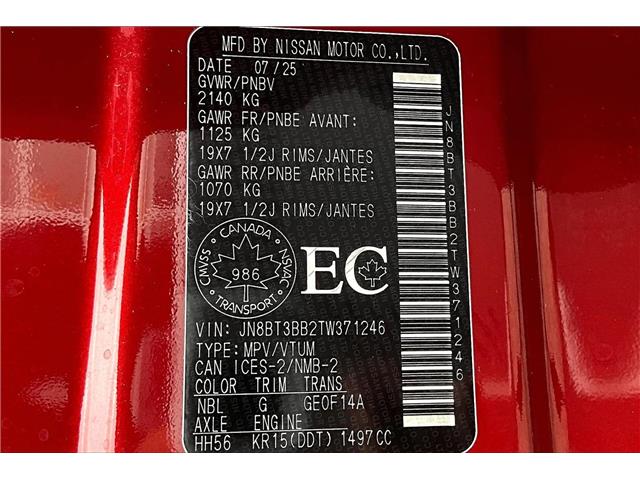 MFD BY NISSAN MOTOR CO.,LTD.
DATE 07/25
GVWR/PNBV
2140 KG
GAWR FR/PNBE AVANT:
1125 KG
19X7 1/2J RIMS/JANTES
GAWR RR/PNBE ARRIÈRE:
1070 KG
19X7 1/2J RIMS/JANTES
CANADA
CMVSS
NSVAC
986
TRANSPORT
EC
VIN: JN8BT3BB2TW371246
TYPE: MPV/VTUM
CAN ICES-2/NMB-2
COLOR TRIM TRANS
NBL G GE0F14A
AXLE ENGINE
HH56 KR15(DDT) 1497CC
JN8BT3BB2TW371246